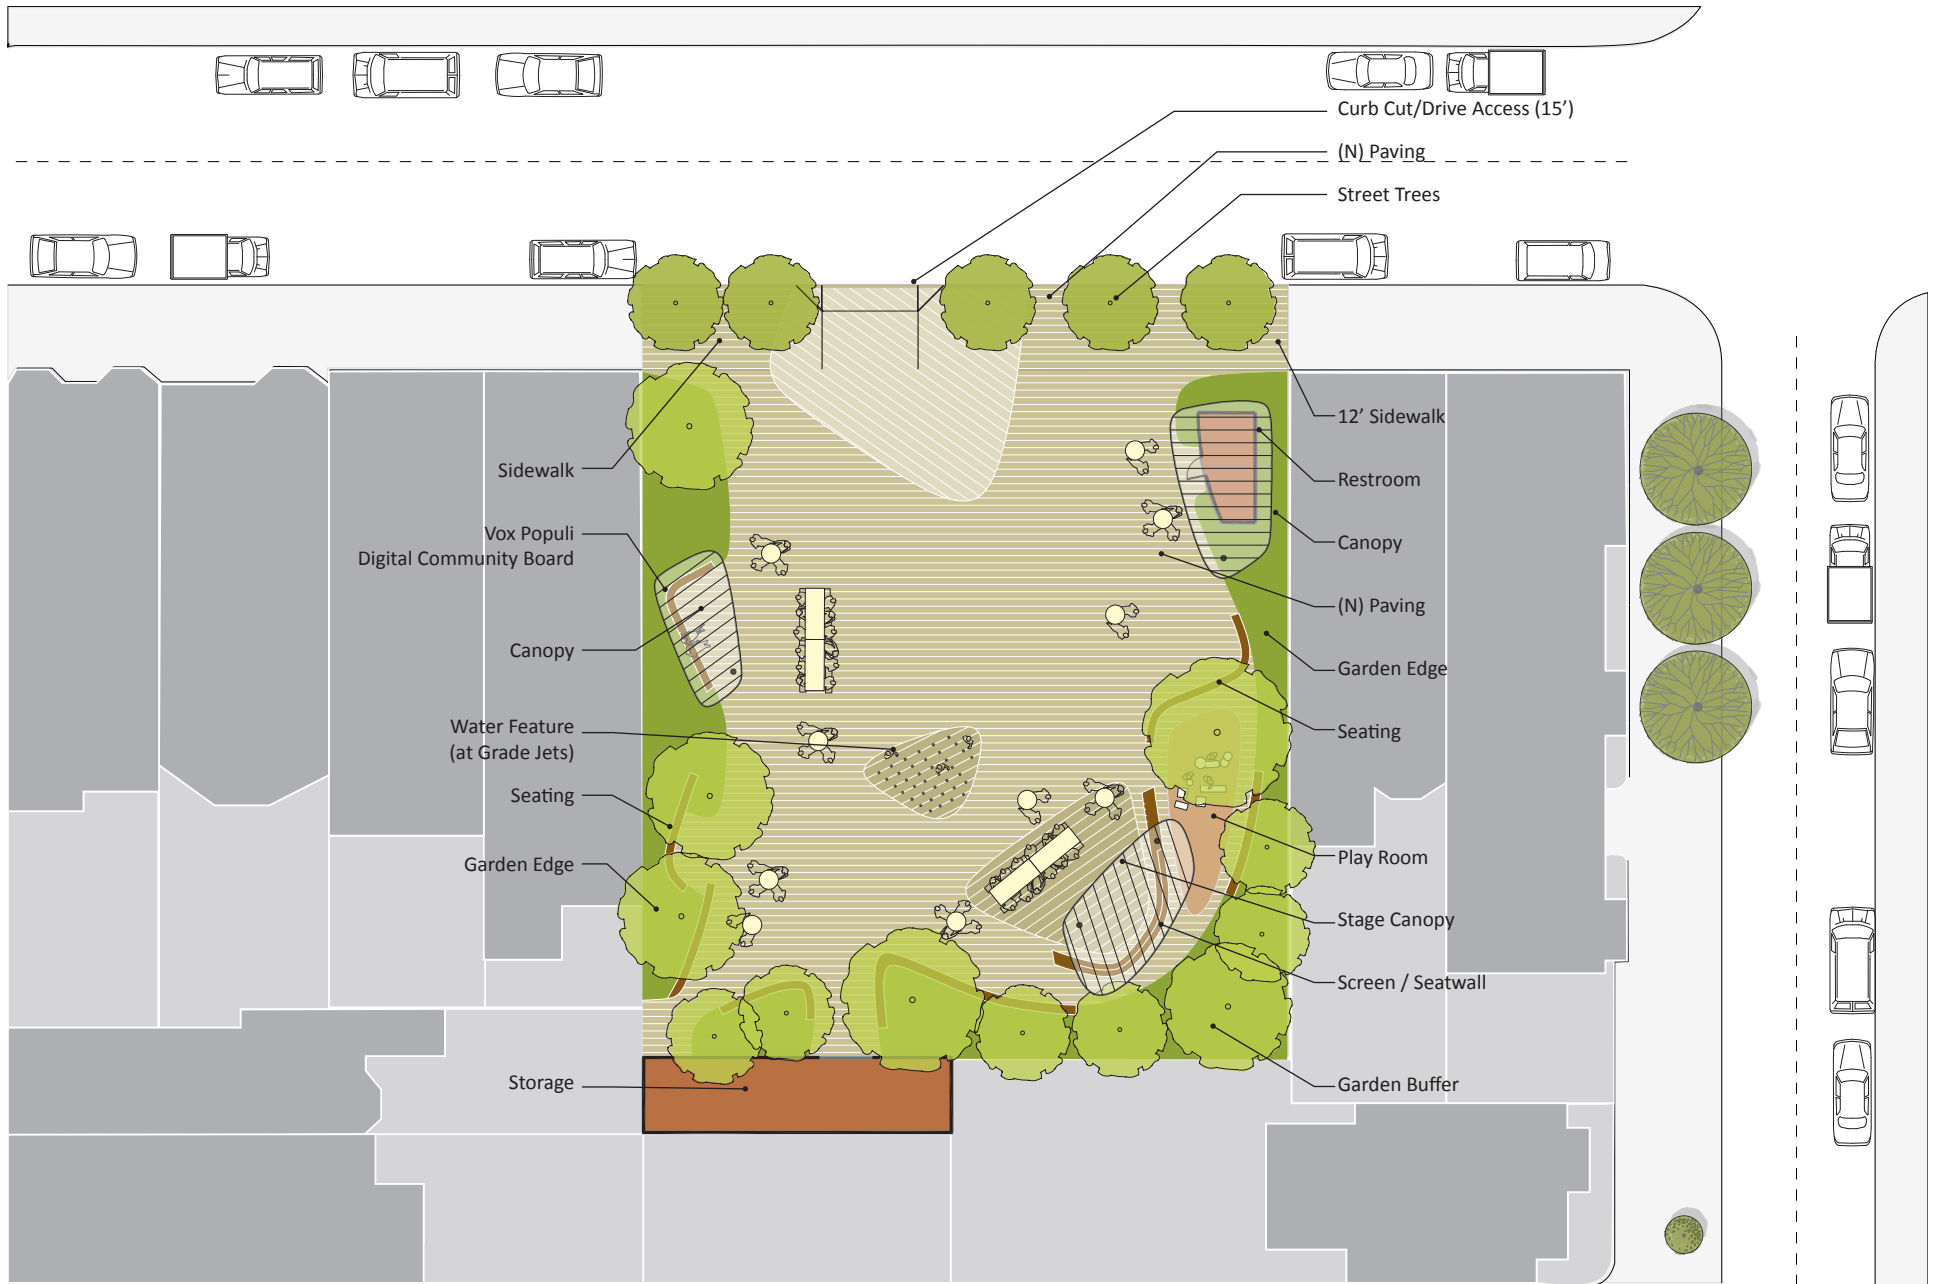 Curb Cut/Drive Access (15’)
(N) Paving
Street Trees
12’ Sidewalk
Restroom
Canopy
(N) Paving
Garden Edge
Seating
Play Room
Stage Canopy
Screen / Seatwall
Garden Buffer
Sidewalk
Vox Populi
Digital Community Board
Canopy
Water Feature
(at Grade Jets)
Seating
Garden Edge
Storage